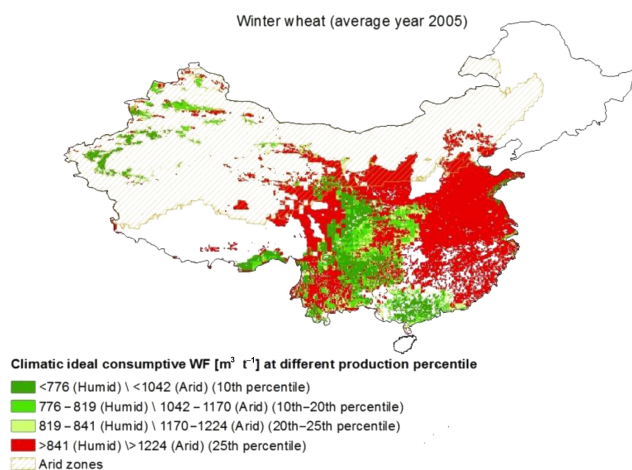 Winter wheat (average year 2005)
Climatic ideal consumptive WF [m³ t⁻¹] at different production percentile
<776 (Humid) \ <1042 (Arid) (10th percentile)
776 – 819 (Humid) \ 1042 – 1170 (Arid) (10th–20th percentile)
819 – 841 (Humid) \ 1170 – 1224 (Arid) (20th–25th percentile)
>841 (Humid) \ >1224 (Arid) (25th percentile)
Arid zones